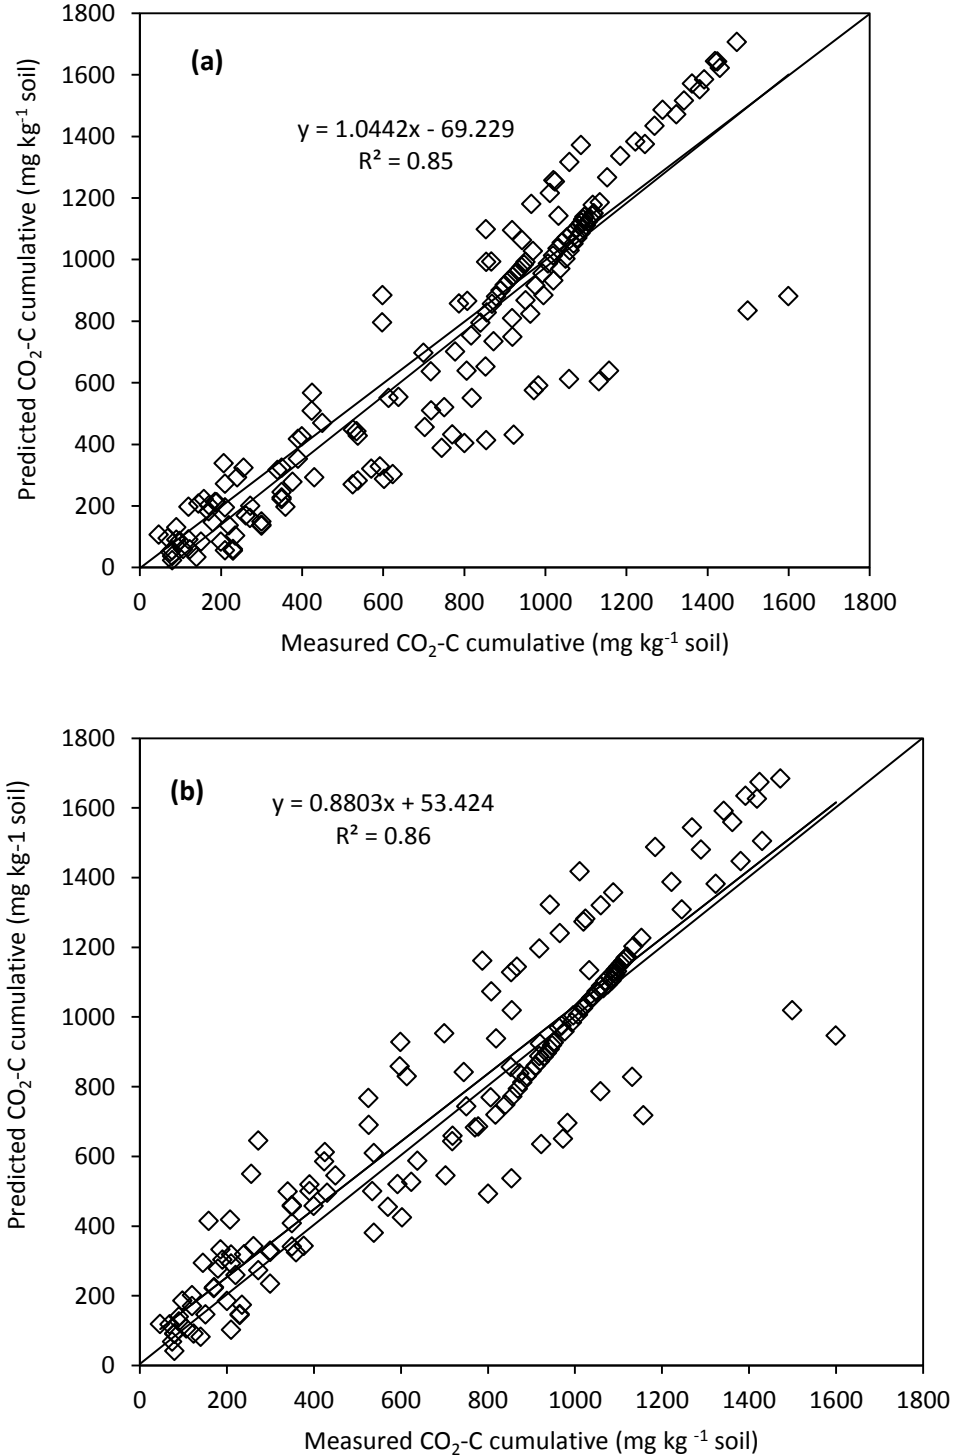 1800
1600
1400
1200
1000
800
600
400
200
0
Predicted CO₂-C cumulative (mg kg⁻¹ soil)
(a)
y = 1.0442x - 69.229
R² = 0.85
0 200 400 600 800 1000 1200 1400 1600 1800
Measured CO₂-C cumulative (mg kg⁻¹ soil)
1800
1600
1400
1200
1000
800
600
400
200
0
Predicted CO₂-C cumulative (mg kg-1 soil)
(b)
y = 0.8803x + 53.424
R² = 0.86
0 200 400 600 800 1000 1200 1400 1600 1800
Measured CO₂-C cumulative (mg kg ⁻¹ soil)